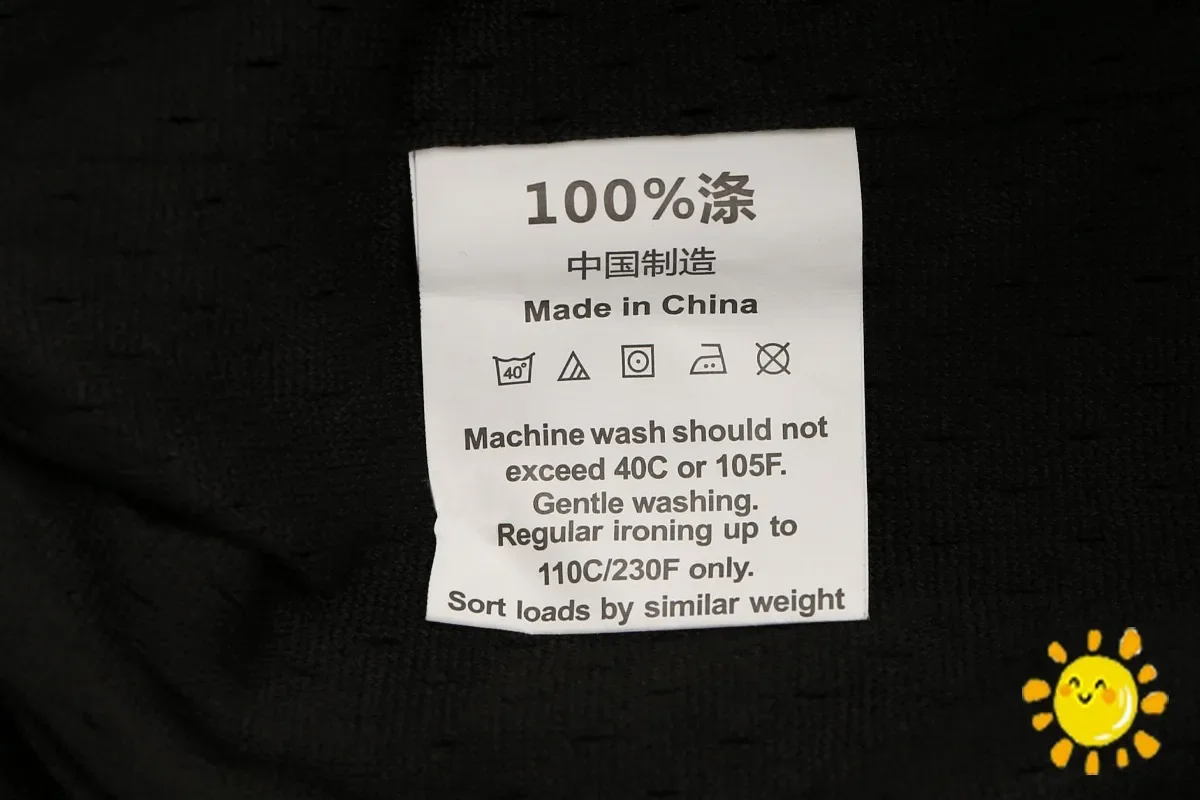 100%涤
中国制造
Made in China
40°
Machine wash should not
exceed 40C or 105F.
Gentle washing.
Regular ironing up to
110C/230F only.
Sort loads by similar weight